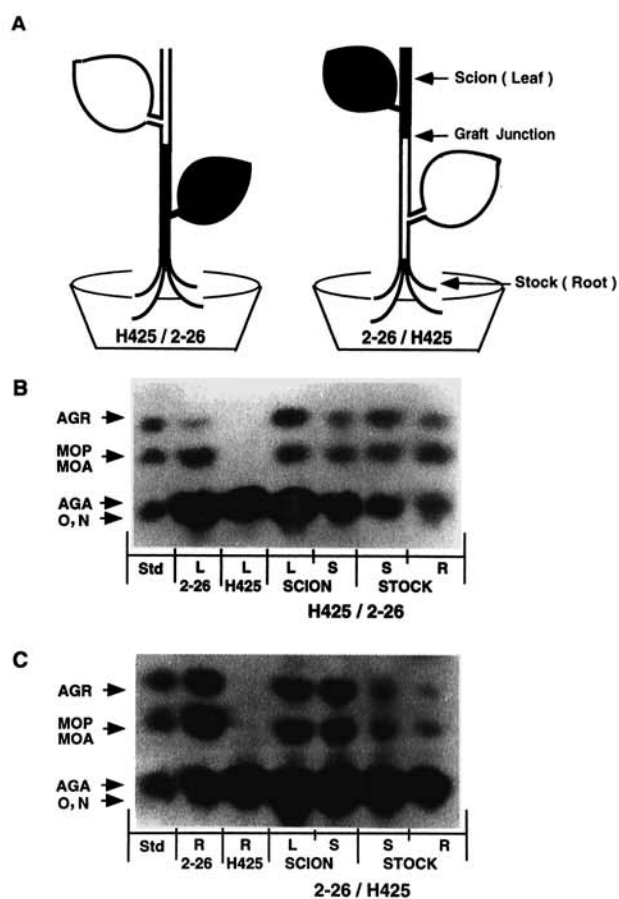 A
Scion ( Leaf )
Graft Junction
Stock ( Root )
H425 / 2-26
2-26 / H425
B
AGR
MOP
MOA
AGA
O, N
Std L L L S S R
2-26 H425 SCION STOCK
H425 / 2-26
C
AGR
MOP
MOA
AGA
O, N
Std R R L S S R
2-26 H425 SCION STOCK
2-26 / H425